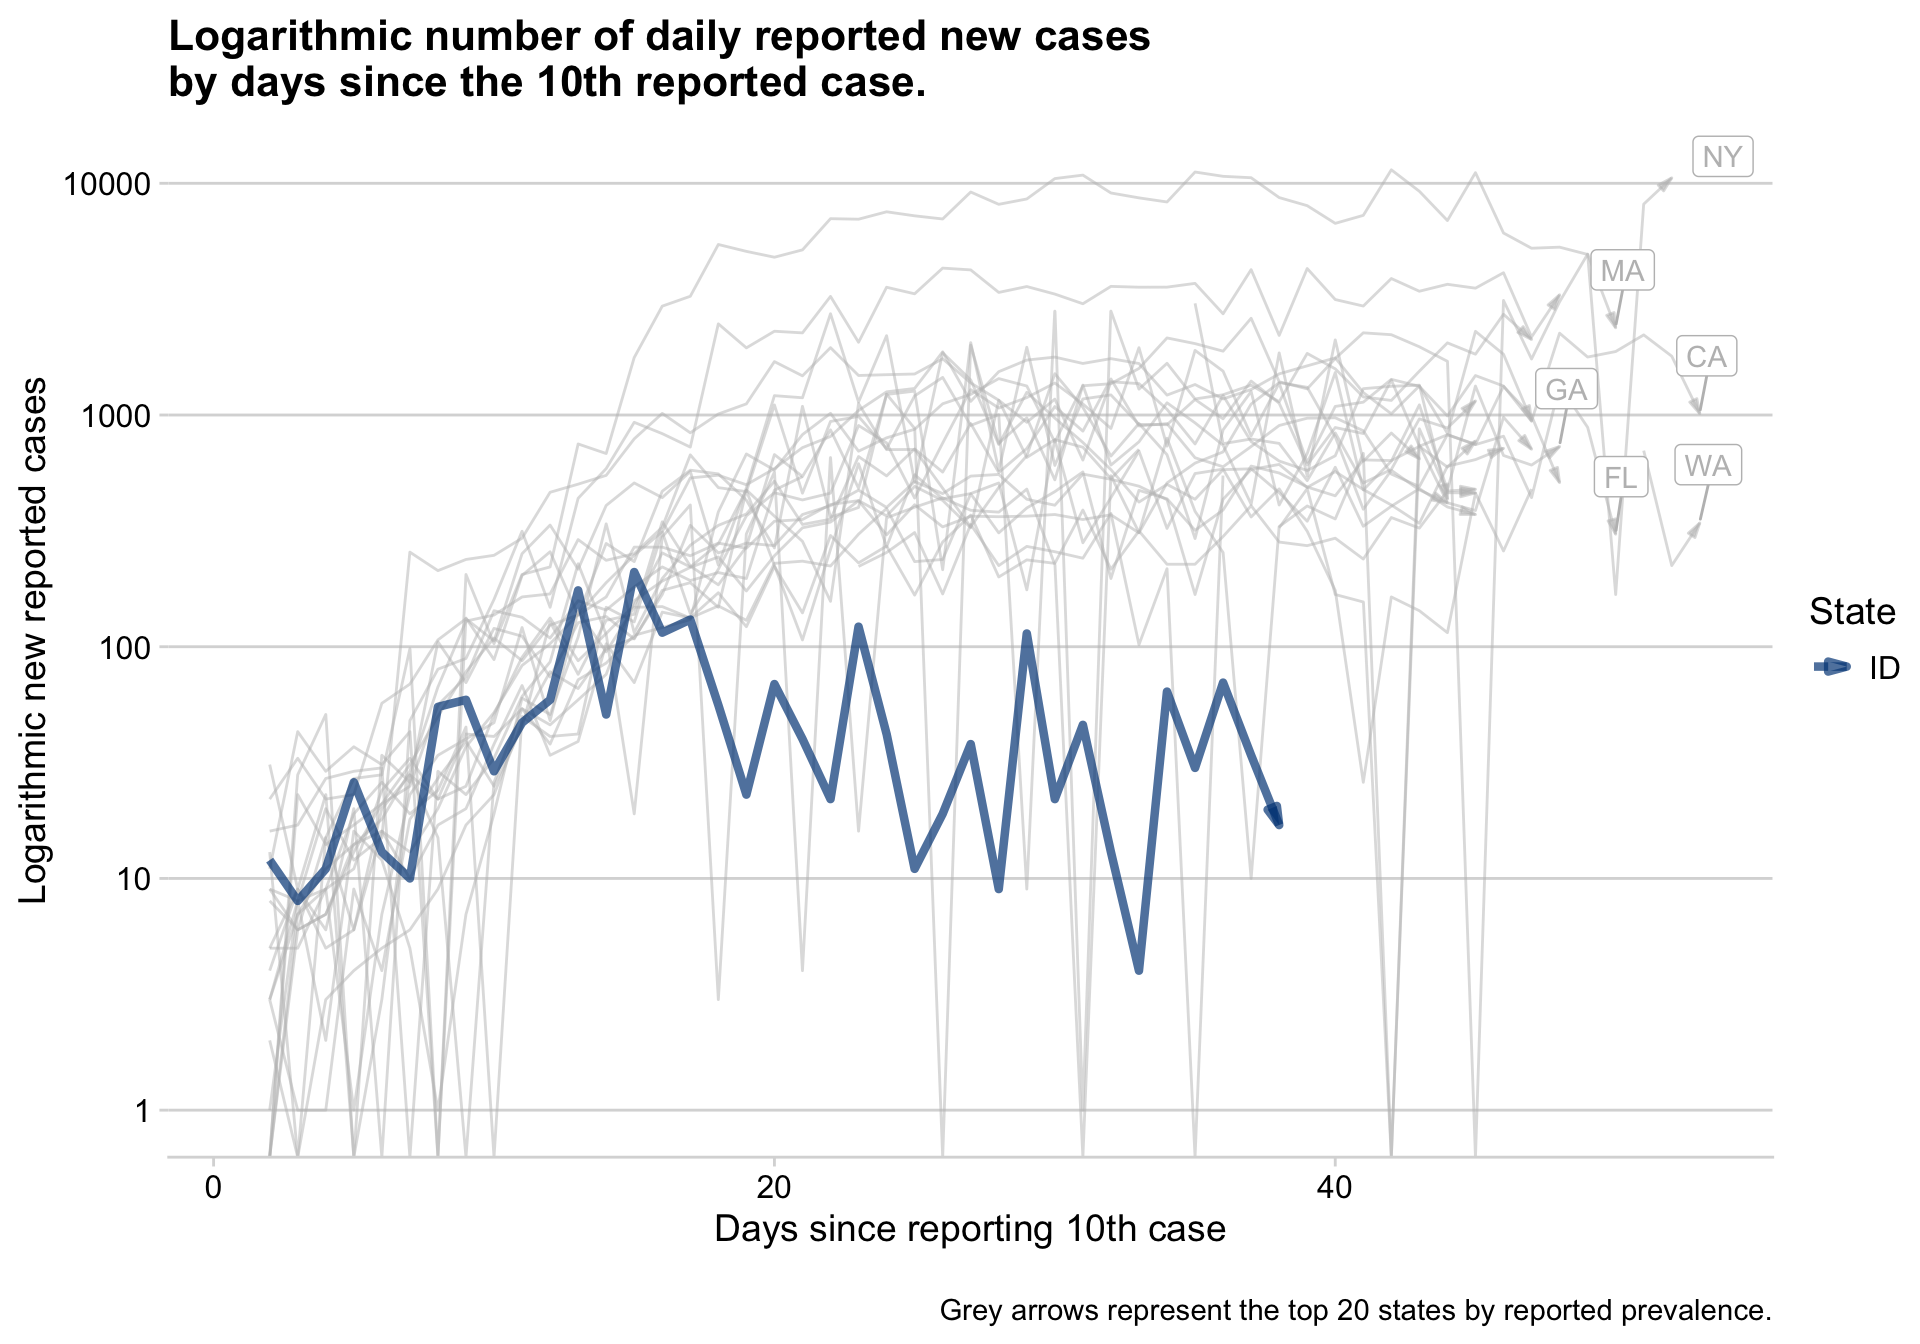 Logarithmic number of daily reported new cases
by days since the 10th reported case.
NY
10000
MA
CA
GA
1000
FL
WA
State
ID
100
10
1
Logarithmic new reported cases
0
20
40
Days since reporting 10th case
Grey arrows represent the top 20 states by reported prevalence.